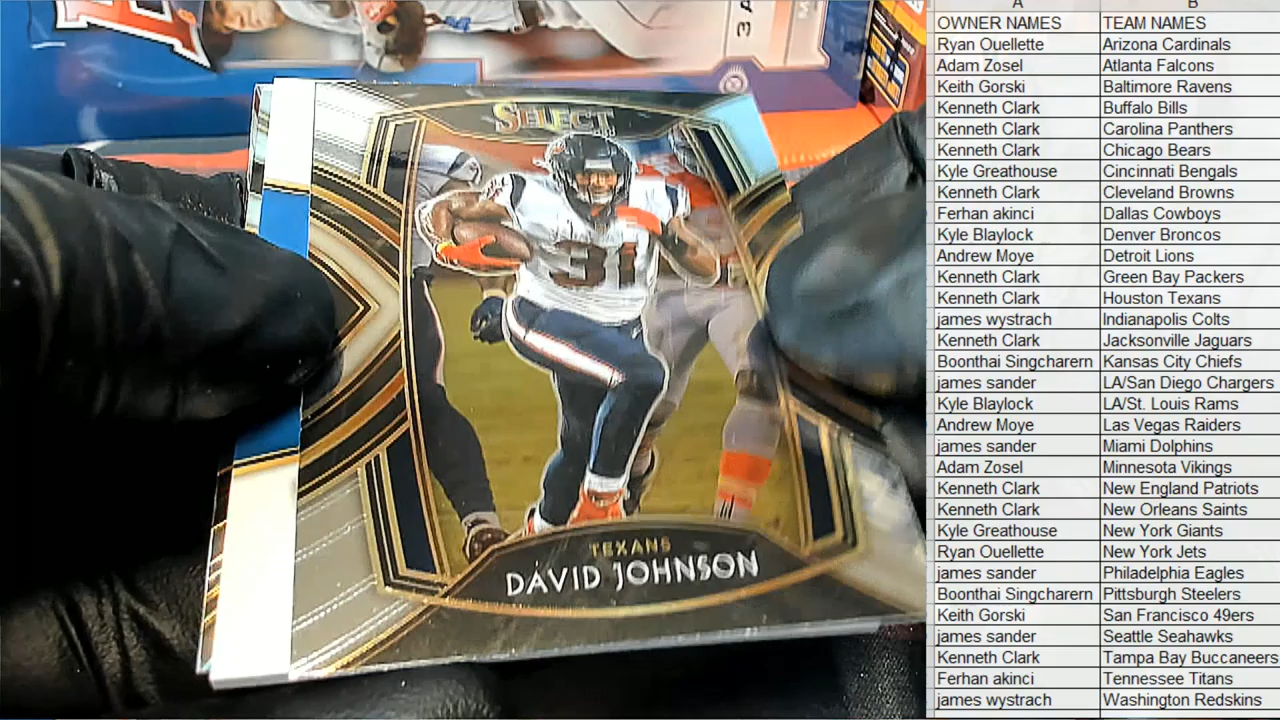 SELECT
31
TEXANS
DAVID JOHNSON
A B
OWNER NAMES TEAM NAMES
Ryan Ouellette Arizona Cardinals
Adam Zosel Atlanta Falcons
Keith Gorski Baltimore Ravens
Kenneth Clark Buffalo Bills
Kenneth Clark Carolina Panthers
Kenneth Clark Chicago Bears
Kyle Greathouse Cincinnati Bengals
Kenneth Clark Cleveland Browns
Ferhan akinci Dallas Cowboys
Kyle Blaylock Denver Broncos
Andrew Moye Detroit Lions
Kenneth Clark Green Bay Packers
Kenneth Clark Houston Texans
james wystrach Indianapolis Colts
Kenneth Clark Jacksonville Jaguars
Boonthai Singcharern Kansas City Chiefs
james sander LA/San Diego Chargers
Kyle Blaylock LA/St. Louis Rams
Andrew Moye Las Vegas Raiders
james sander Miami Dolphins
Adam Zosel Minnesota Vikings
Kenneth Clark New England Patriots
Kenneth Clark New Orleans Saints
Kyle Greathouse New York Giants
Ryan Ouellette New York Jets
james sander Philadelphia Eagles
Boonthai Singcharern Pittsburgh Steelers
Keith Gorski San Francisco 49ers
james sander Seattle Seahawks
Kenneth Clark Tampa Bay Buccaneers
Ferhan akinci Tennessee Titans
james wystrach Washington Redskins